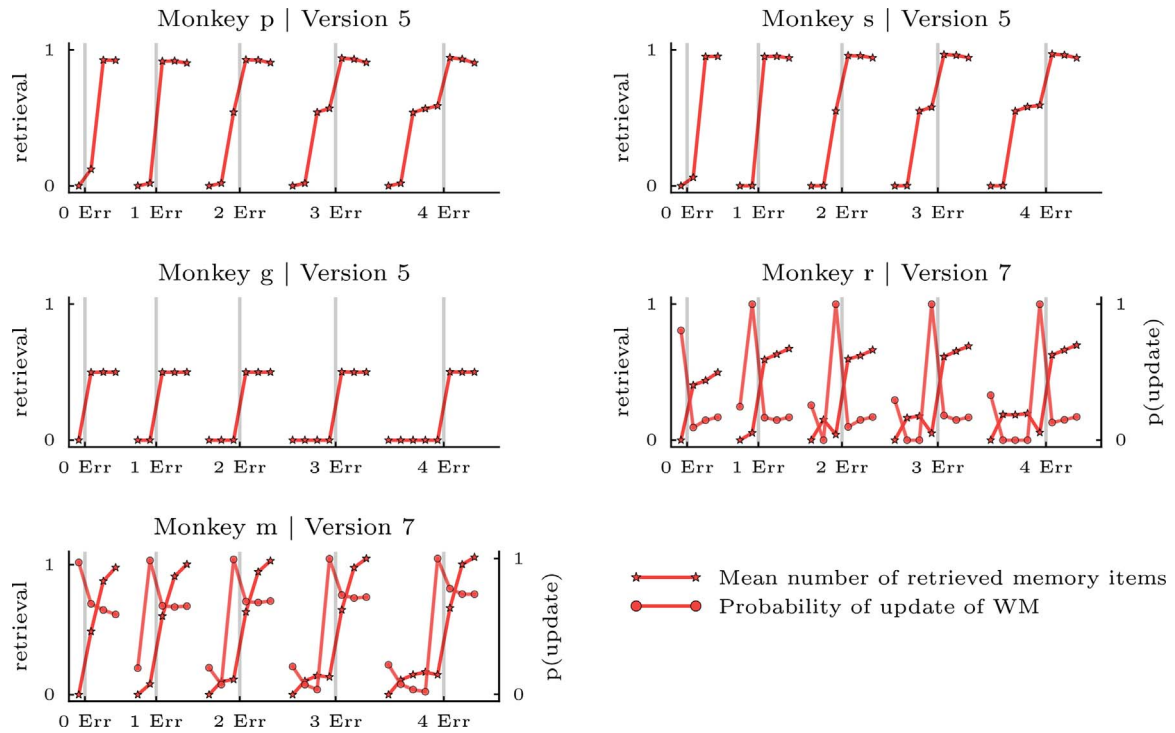 Monkey p | Version 5
1
retrieval
0
0 Err 1 Err 2 Err 3 Err 4 Err
Monkey s | Version 5
1
retrieval
0
0 Err 1 Err 2 Err 3 Err 4 Err
Monkey g | Version 5
1
retrieval
0
0 Err 1 Err 2 Err 3 Err 4 Err
Monkey r | Version 7
1
retrieval
0
1
p(update)
0
0 Err 1 Err 2 Err 3 Err 4 Err
Monkey m | Version 7
1
retrieval
0
1
p(update)
0
0 Err 1 Err 2 Err 3 Err 4 Err
Mean number of retrieved memory items
Probability of update of WM